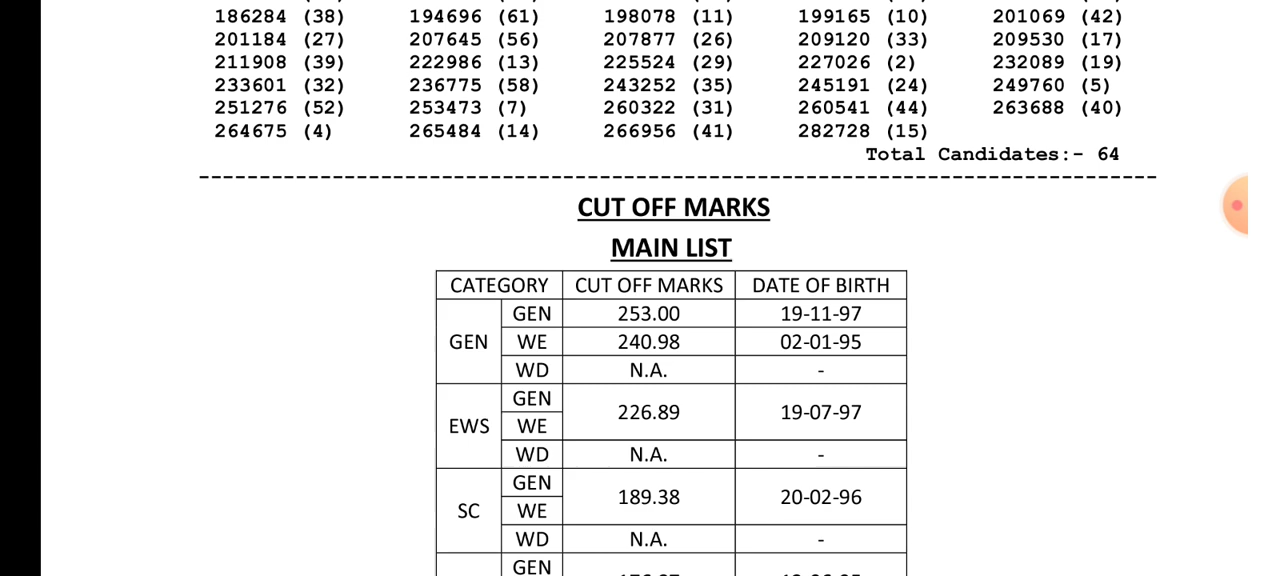 186284 (38) 194696 (61) 198078 (11) 199165 (10) 201069 (42)
201184 (27) 207645 (56) 207877 (26) 209120 (33) 209530 (17)
211908 (39) 222986 (13) 225524 (29) 227026 (2) 232089 (19)
233601 (32) 236775 (58) 243252 (35) 245191 (24) 249760 (5)
251276 (52) 253473 (7) 260322 (31) 260541 (44) 263688 (40)
264675 (4) 265484 (14) 266956 (41) 282728 (15)
Total Candidates:- 64
CUT OFF MARKS
MAIN LIST
CATEGORY CUT OFF MARKS DATE OF BIRTH
GEN GEN 253.00 19-11-97
WE 240.98 02-01-95
WD N.A. -
EWS GEN 226.89 19-07-97
WE
WD N.A. -
SC GEN 189.38 20-02-96
WE
WD N.A. -
GEN